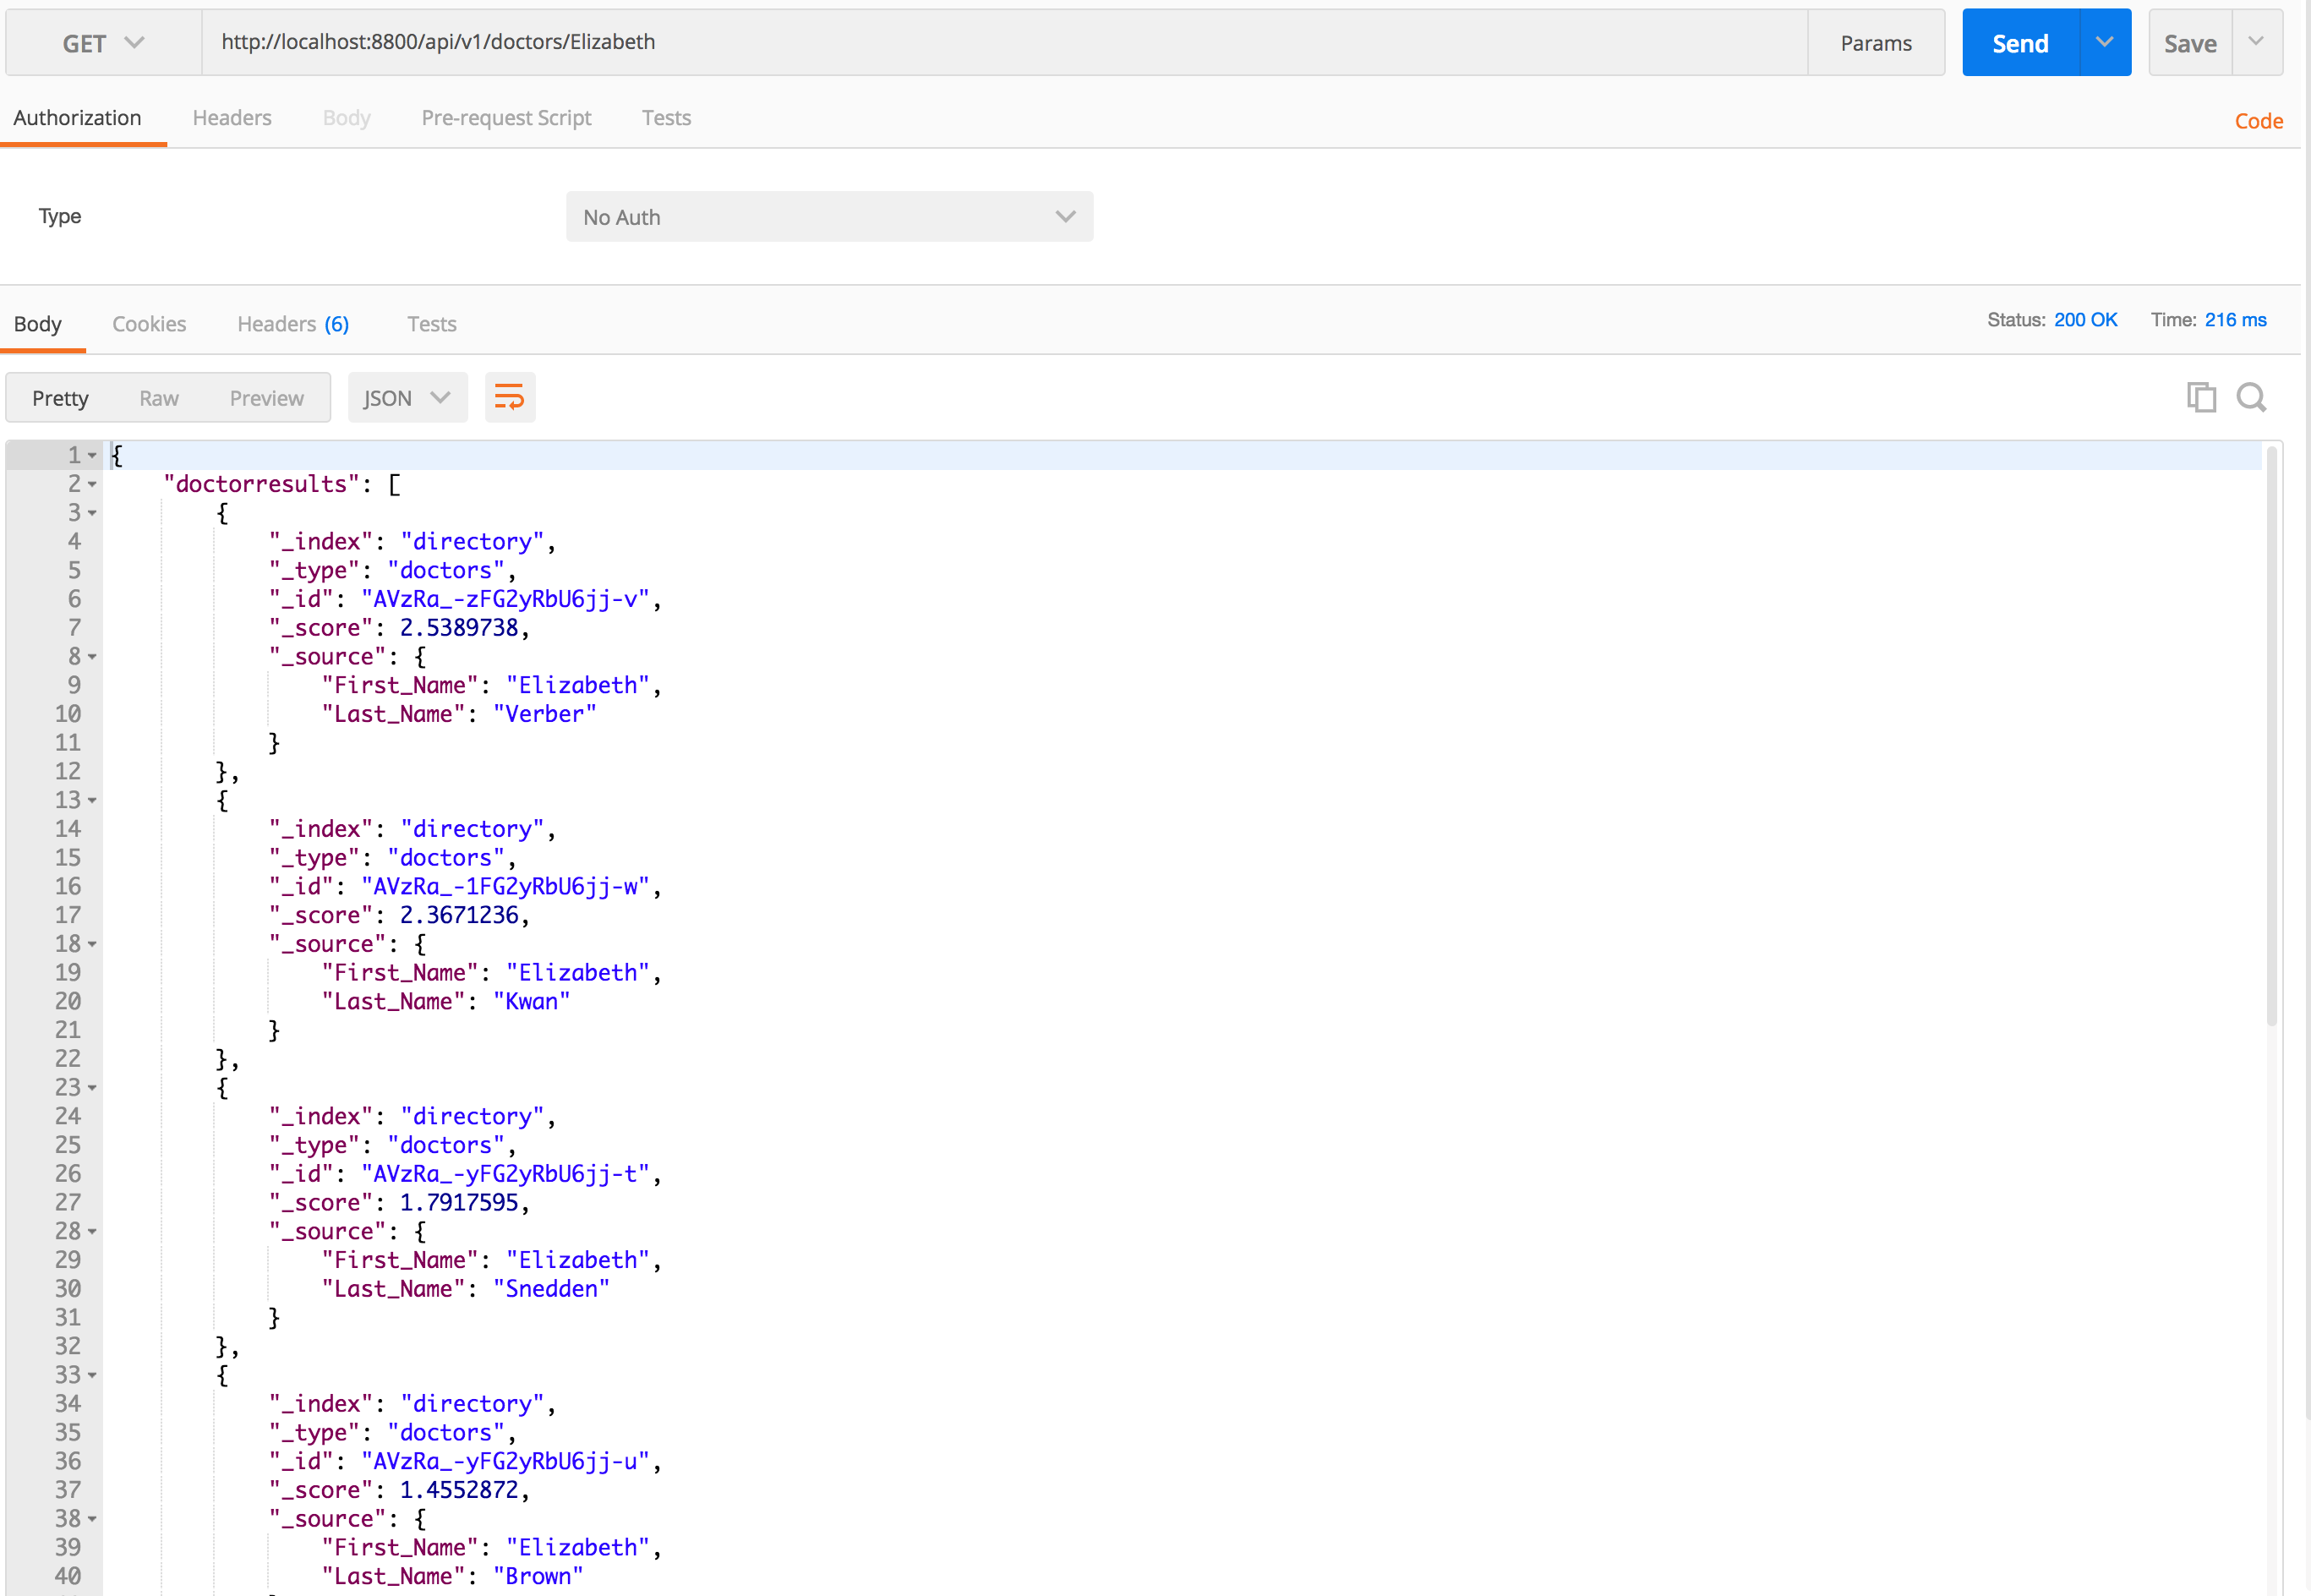 GET http://localhost:8800/api/v1/doctors/Elizabeth Params Send Save
Authorization Headers Body Pre-request Script Tests Code
Type No Auth
Body Cookies Headers (6) Tests Status: 200 OK Time: 216 ms
Pretty Raw Preview JSON
1 {
2 "doctorresults": [
3 {
4 "_index": "directory",
5 "_type": "doctors",
6 "_id": "AVzRa_-zFG2yRbU6jj-v",
7 "_score": 2.5389738,
8 "_source": {
9 "First_Name": "Elizabeth",
10 "Last_Name": "Verber"
11 }
12 },
13 {
14 "_index": "directory",
15 "_type": "doctors",
16 "_id": "AVzRa_-1FG2yRbU6jj-w",
17 "_score": 2.3671236,
18 "_source": {
19 "First_Name": "Elizabeth",
20 "Last_Name": "Kwan"
21 }
22 },
23 {
24 "_index": "directory",
25 "_type": "doctors",
26 "_id": "AVzRa_-yFG2yRbU6jj-t",
27 "_score": 1.7917595,
28 "_source": {
29 "First_Name": "Elizabeth",
30 "Last_Name": "Snedden"
31 }
32 },
33 {
34 "_index": "directory",
35 "_type": "doctors",
36 "_id": "AVzRa_-yFG2yRbU6jj-u",
37 "_score": 1.4552872,
38 "_source": {
39 "First_Name": "Elizabeth",
40 "Last_Name": "Brown"